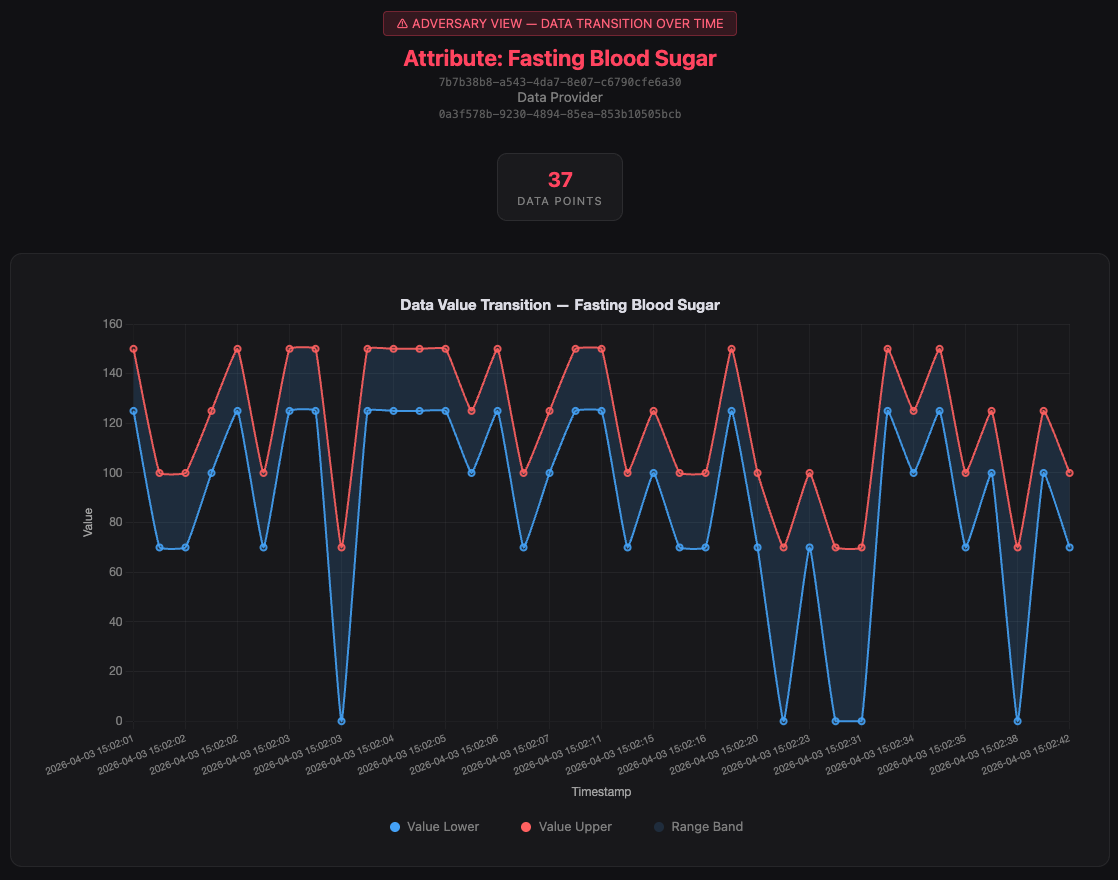 ⚠ ADVERSARY VIEW — DATA TRANSITION OVER TIME
Attribute: Fasting Blood Sugar
7b7b38b8-a543-4da7-8e07-c6790cfe6a30
Data Provider
0a3f578b-9230-4894-85ea-853b10505bcb
37
DATA POINTS
Data Value Transition — Fasting Blood Sugar
160
140
120
100
80
60
40
20
0
Value
2026-04-03 15:02:01
2026-04-03 15:02:02
2026-04-03 15:02:02
2026-04-03 15:02:03
2026-04-03 15:02:03
2026-04-03 15:02:04
2026-04-03 15:02:05
2026-04-03 15:02:06
2026-04-03 15:02:07
2026-04-03 15:02:11
2026-04-03 15:02:15
2026-04-03 15:02:16
2026-04-03 15:02:20
2026-04-03 15:02:23
2026-04-03 15:02:31
2026-04-03 15:02:34
2026-04-03 15:02:35
2026-04-03 15:02:38
2026-04-03 15:02:42
Timestamp
Value Lower
Value Upper
Range Band